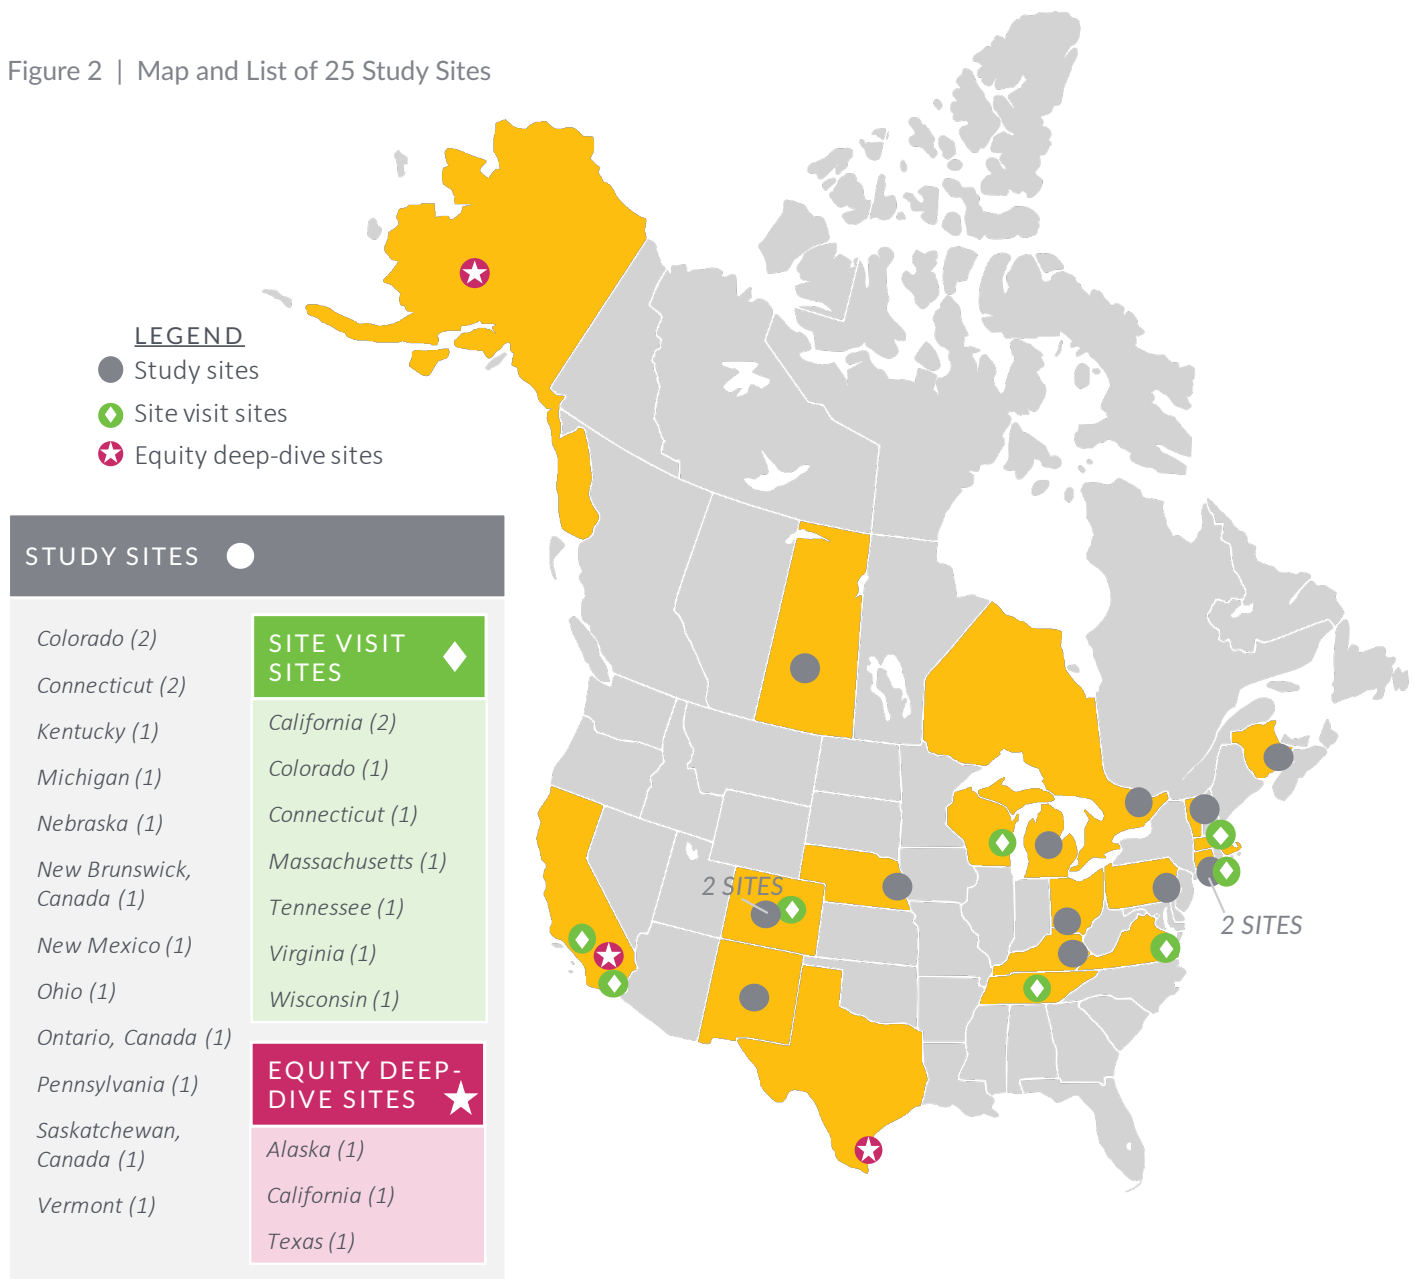 Figure 2 | Map and List of 25 Study Sites
LEGEND
Study sites
Site visit sites
Equity deep-dive sites
STUDY SITES
Colorado (2)
Connecticut (2)
Kentucky (1)
Michigan (1)
Nebraska (1)
New Brunswick,
Canada (1)
New Mexico (1)
Ohio (1)
Ontario, Canada (1)
Pennsylvania (1)
Saskatchewan,
Canada (1)
Vermont (1)
SITE VISIT
SITES
California (2)
Colorado (1)
Connecticut (1)
Massachusetts (1)
Tennessee (1)
Virginia (1)
Wisconsin (1)
EQUITY DEEP-
DIVE SITES
Alaska (1)
California (1)
Texas (1)
2 SITES
2 SITES